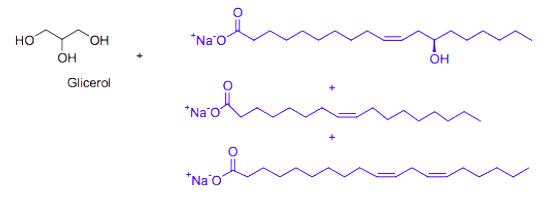 O
HO OH + +Na-O
OH OH
Glicerol
+
O
+Na-O
+
O
+Na-O